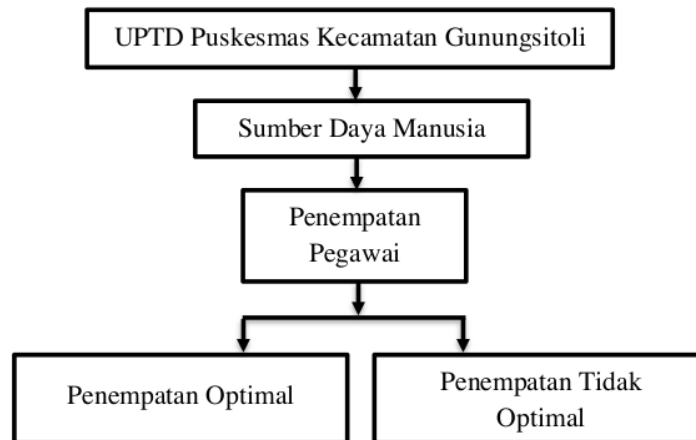 UPTD Puskesmas Kecamatan Gunungsitoli
Sumber Daya Manusia
Penempatan
Pegawai
Penempatan Optimal
Penempatan Tidak
Optimal